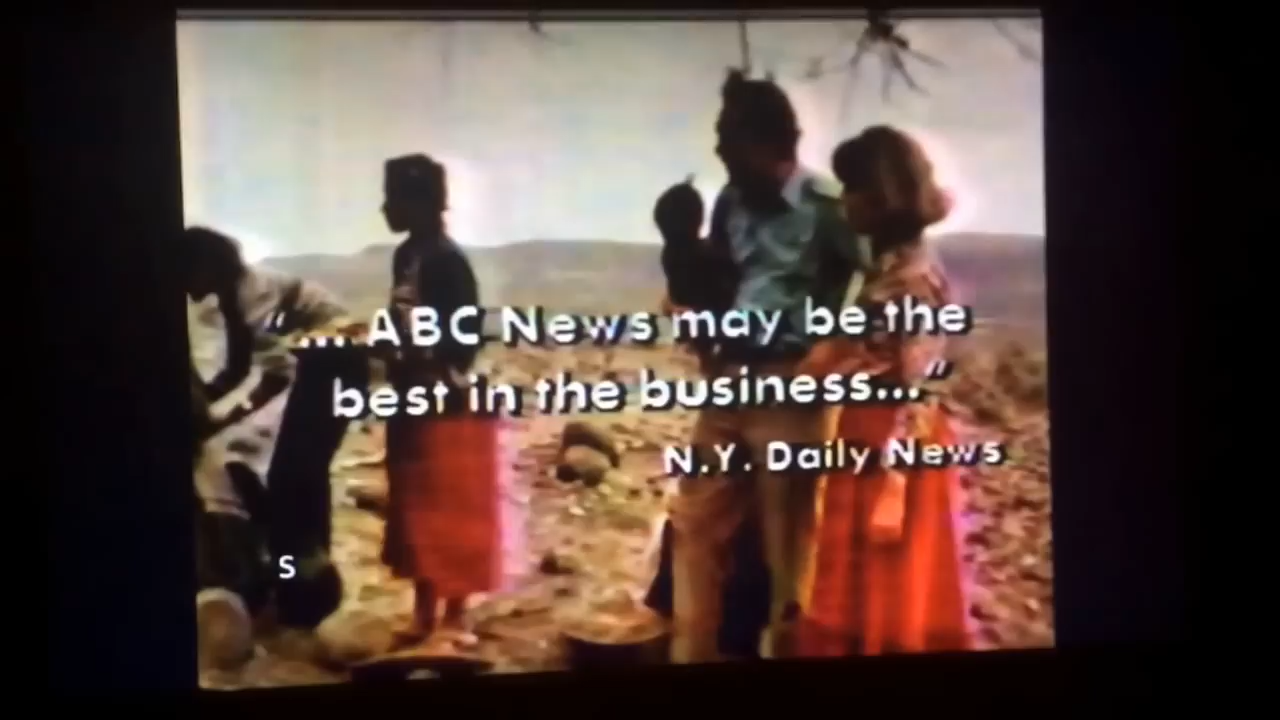 "... ABC News may be the
best in the business..."
N.Y. Daily News
S